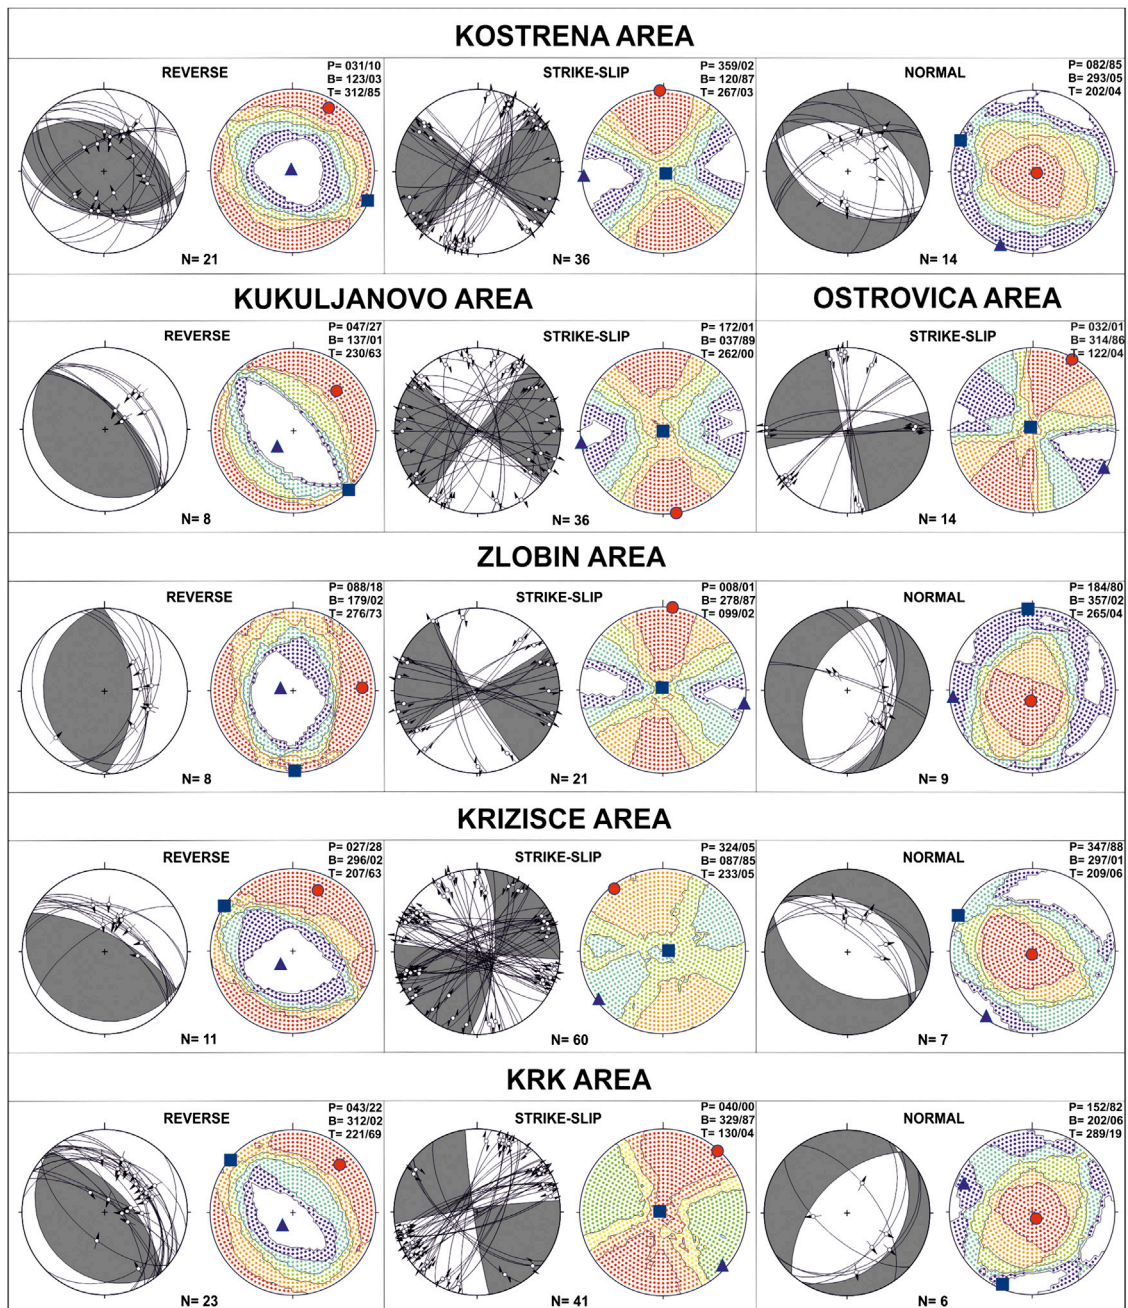 KOSTRENA AREA
REVERSE
P= 031/10
B= 123/03
T= 312/85
N= 21
STRIKE-SLIP
P= 359/02
B= 120/87
T= 267/03
N= 36
NORMAL
P= 082/85
B= 293/05
T= 202/04
N= 14
KUKULJANOVO AREA
REVERSE
P= 047/27
B= 137/01
T= 230/63
N= 8
STRIKE-SLIP
P= 172/01
B= 037/89
T= 262/00
N= 36
OSTROVICA AREA
STRIKE-SLIP
P= 032/01
B= 314/86
T= 122/04
N= 14
ZLOBIN AREA
REVERSE
P= 088/18
B= 179/02
T= 276/73
N= 8
STRIKE-SLIP
P= 008/01
B= 278/87
T= 099/02
N= 21
NORMAL
P= 184/80
B= 357/02
T= 265/04
N= 9
KRIZISCE AREA
REVERSE
P= 027/28
B= 296/02
T= 207/63
N= 11
STRIKE-SLIP
P= 324/05
B= 087/85
T= 233/05
N= 60
NORMAL
P= 347/88
B= 297/01
T= 209/06
N= 7
KRK AREA
REVERSE
P= 043/22
B= 312/02
T= 221/69
N= 23
STRIKE-SLIP
P= 040/00
B= 329/87
T= 130/04
N= 41
NORMAL
P= 152/82
B= 202/06
T= 289/19
N= 6